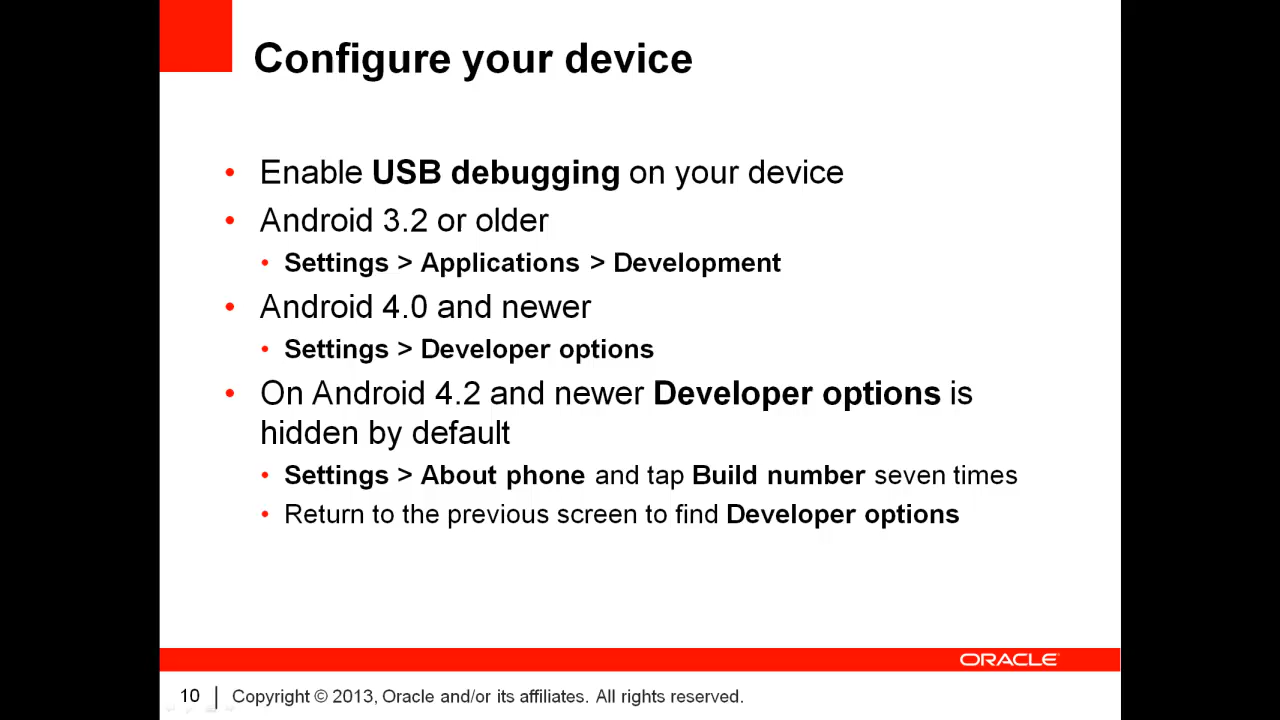 Configure your device
• Enable USB debugging on your device
• Android 3.2 or older
• Settings > Applications > Development
• Android 4.0 and newer
• Settings > Developer options
• On Android 4.2 and newer Developer options is
hidden by default
• Settings > About phone and tap Build number seven times
• Return to the previous screen to find Developer options
ORACLE
10 | Copyright © 2013, Oracle and/or its affiliates. All rights reserved.